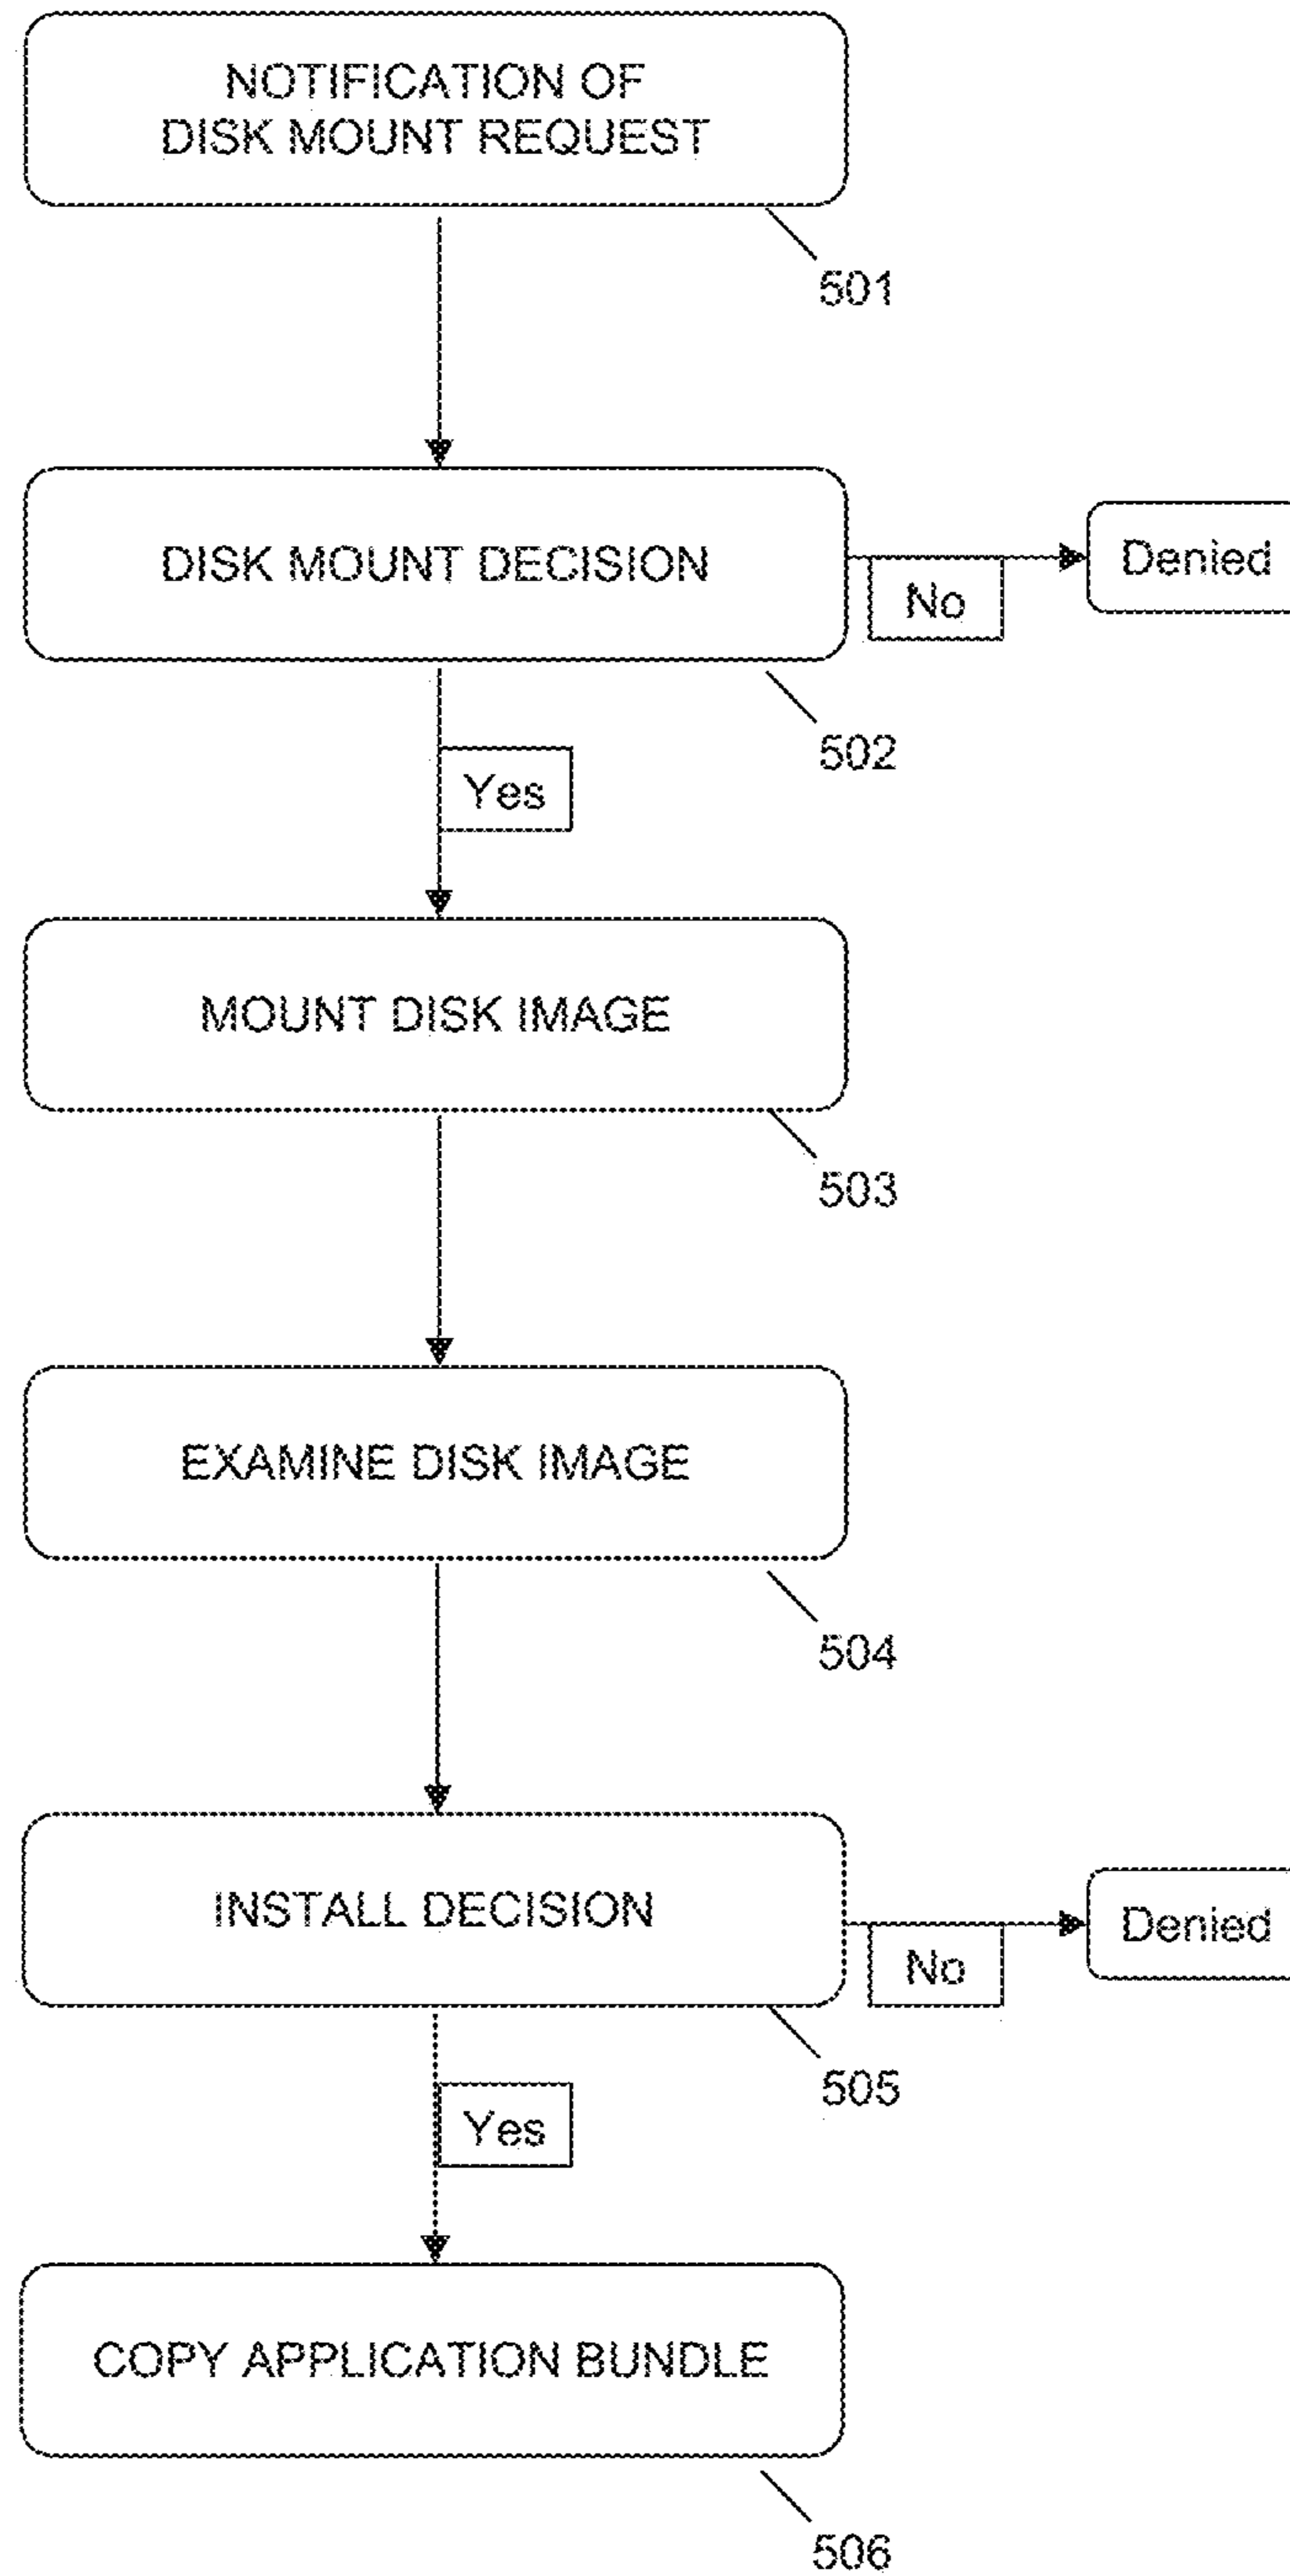 NOTIFICATION OF
DISK MOUNT REQUEST
501
DISK MOUNT DECISION
No
Denied
502
Yes
MOUNT DISK IMAGE
503
EXAMINE DISK IMAGE
504
INSTALL DECISION
No
Denied
505
Yes
COPY APPLICATION BUNDLE
506